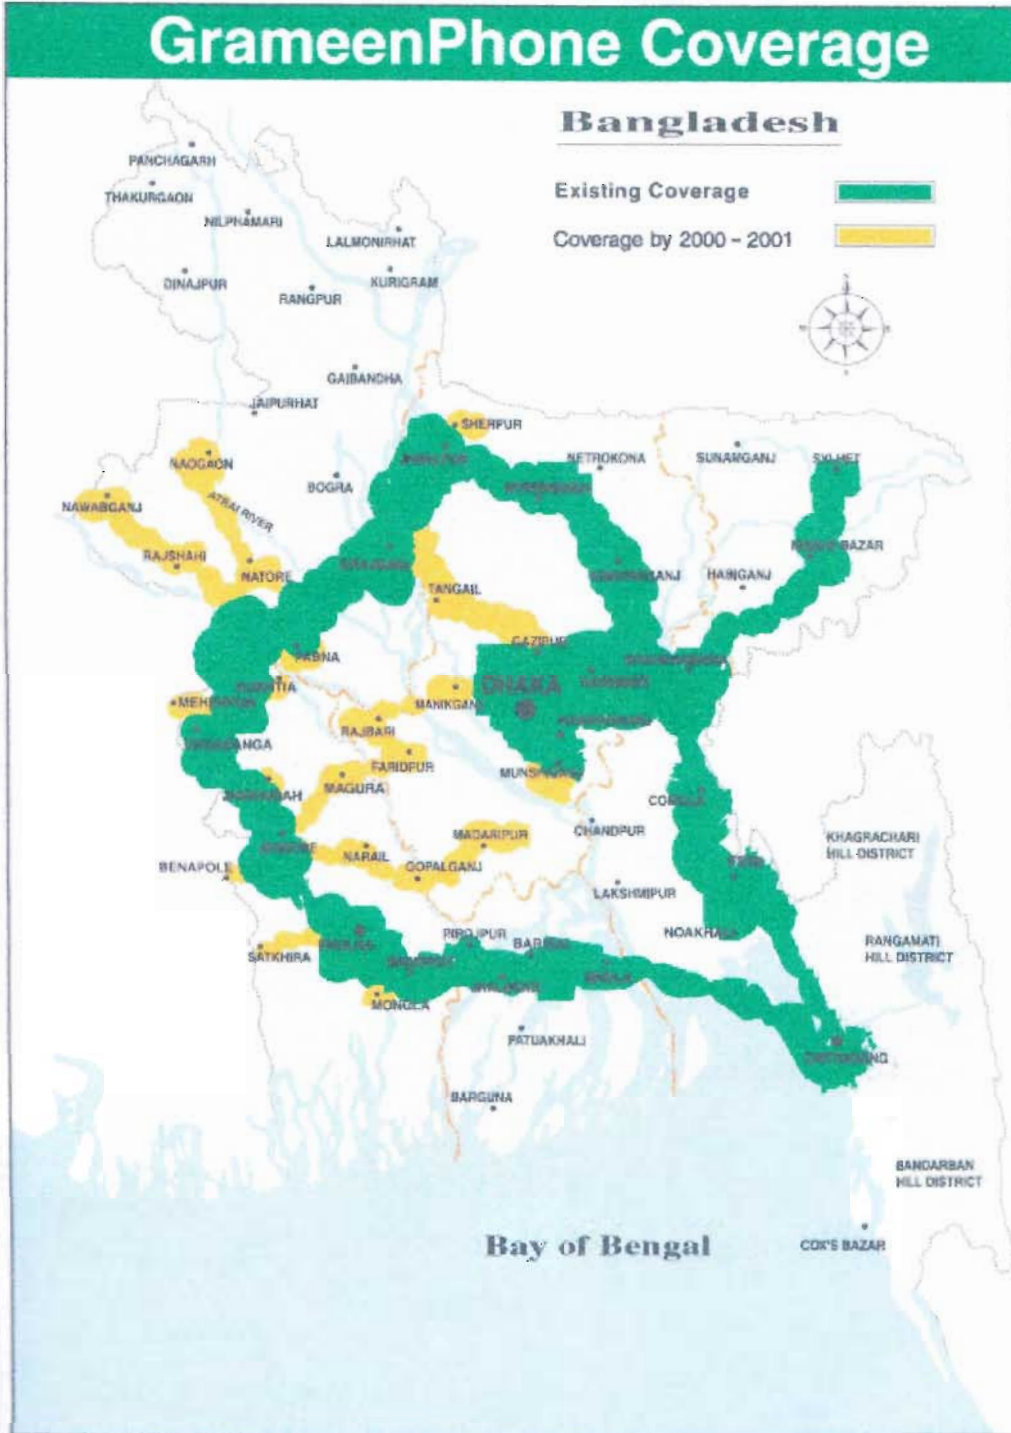 GrameenPhone Coverage
Bangladesh
Existing Coverage
Coverage by 2000 - 2001
PANCHAGARH
THAKURGAON
NILPHAMARI
LALMONIRHAT
DINAJPUR
KURIGRAM
RANGPUR
GAIBANDHA
JAIPURHAT
SHERPUR
NAOGAON
NETROKONA
SUNAMGANJ
SYLHET
BOGRA
NAWABGANJ
ATRAI RIVER
RAJSHAHI
BAZAR
NATORE
HABIGANJ
TANGAIL
GAZIPUR
PABNA
DHAKA
MANIKGANJ
RAJBARI
FARIDPUR
MAGURA
CHANDPUR
MADARIPUR
KHAGRACHARI
HILL DISTRICT
NARAIL
GOPALGANJ
BENAPOLE
LAKSHMIPUR
NOAKHALI
PIROJPUR
SATKHIRA
RANGAMATI
HILL DISTRICT
MONGLA
PATUAKHALI
BARGUNA
BANDARBAN
HILL DISTRICT
Bay of Bengal
COX'S BAZAR